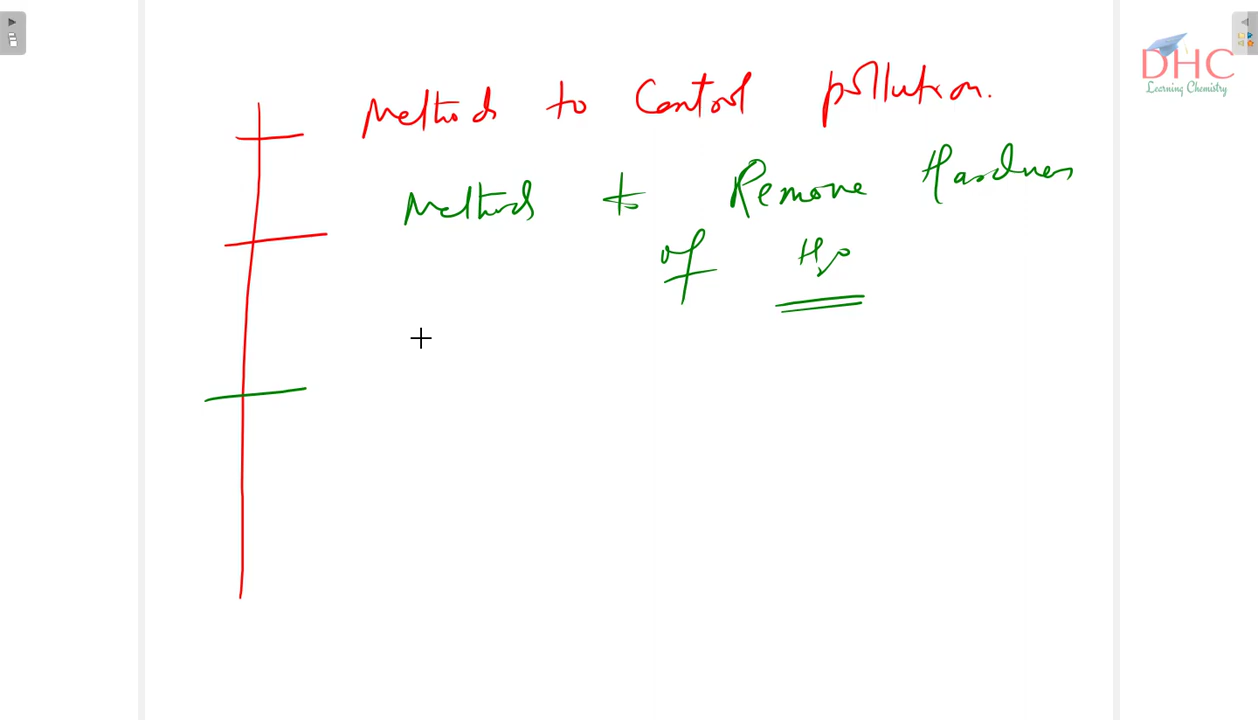 Methods to Control pollution.
Methods to Remove Hardness
of H₂O
DHC
Learning Chemistry